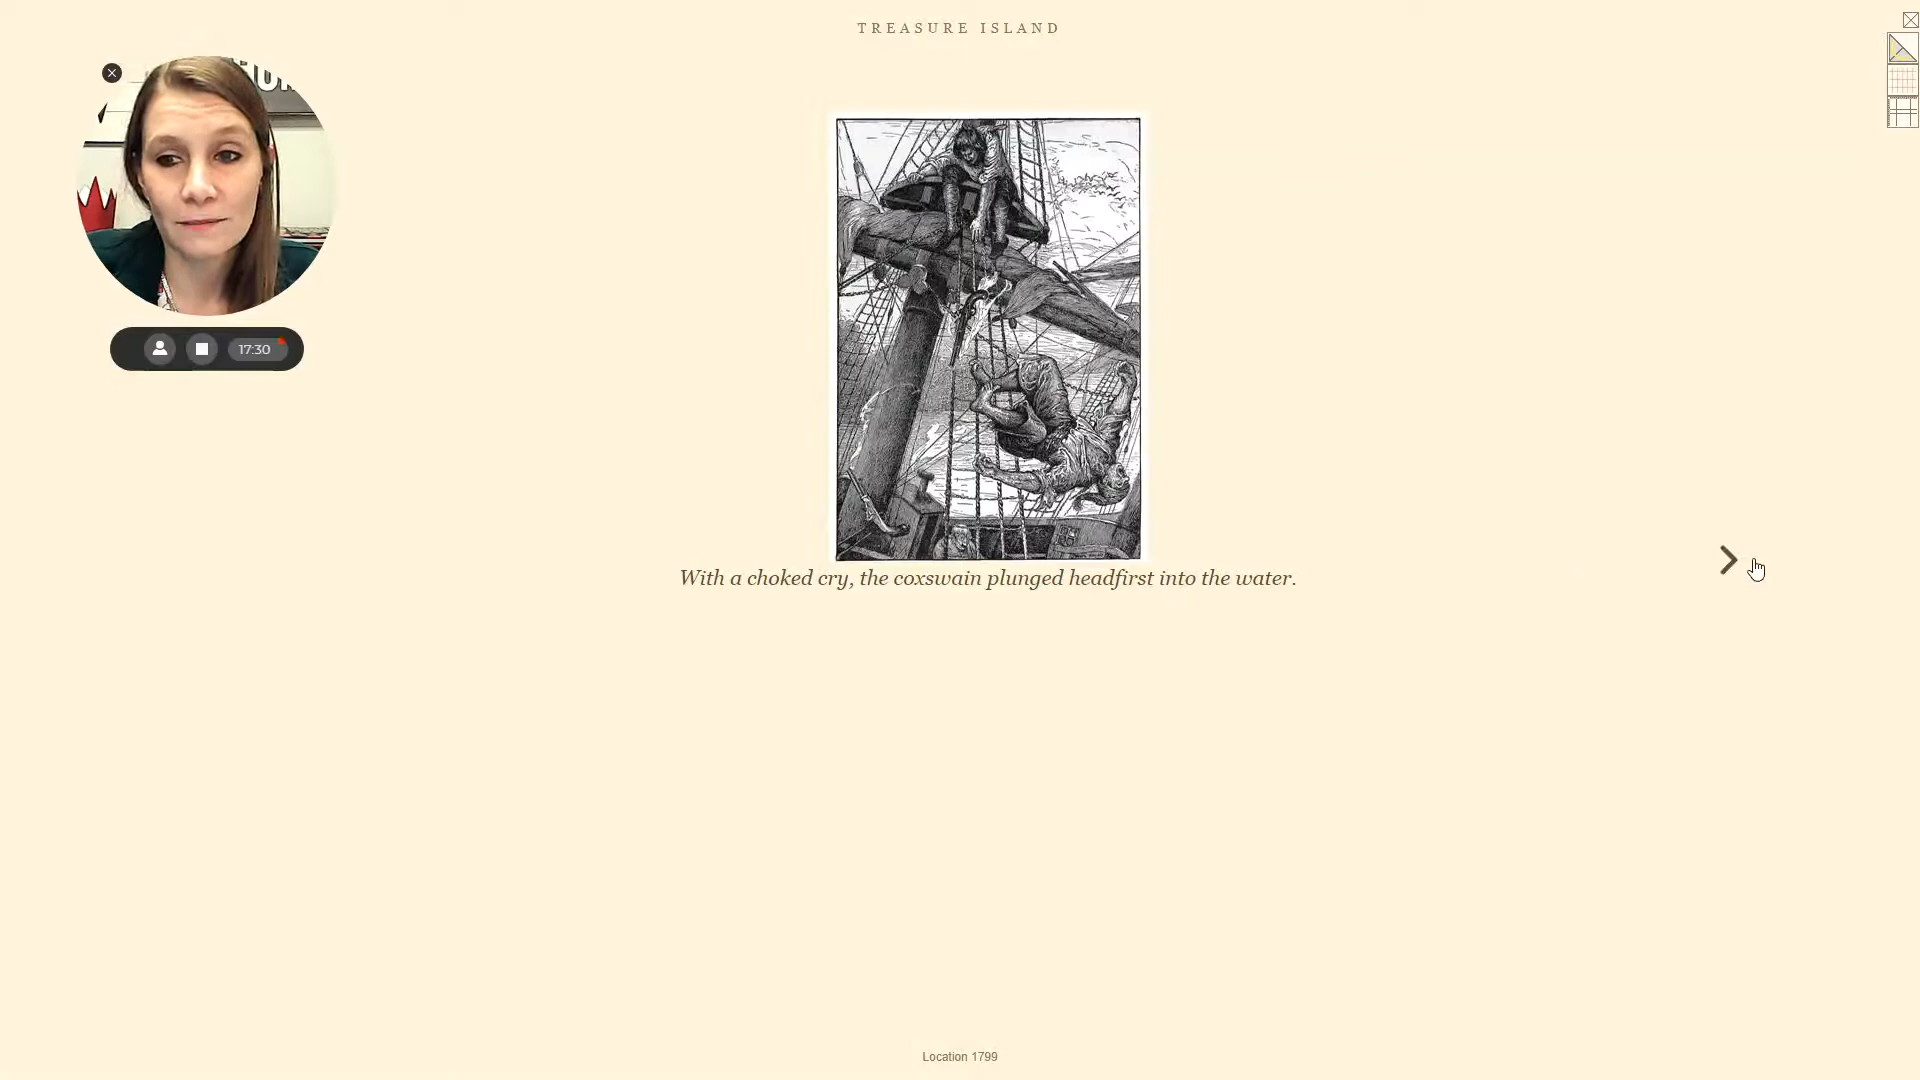 TREASURE ISLAND
17:30
With a choked cry, the coxswain plunged headfirst into the water.
Location 1799